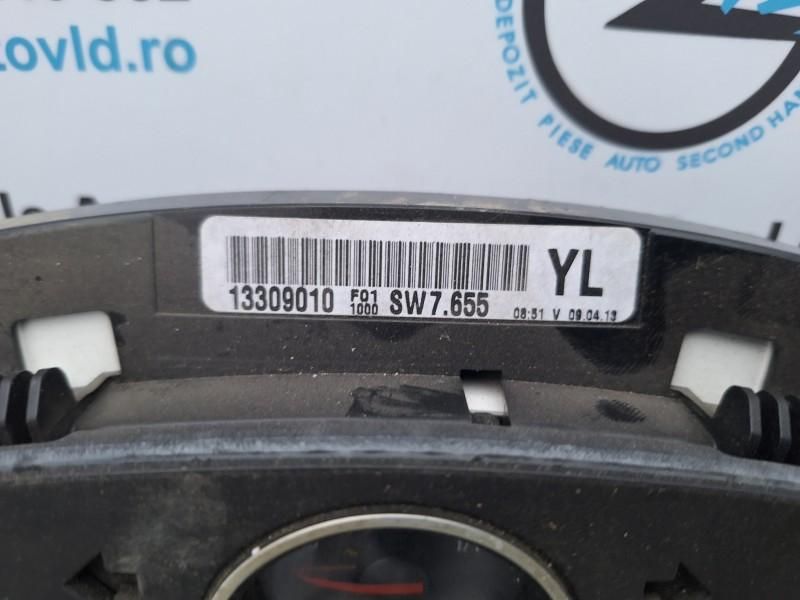 ovld.ro
DEPOZIT PIESE AUTO SECOND HAN
YL
13309010 F01 1000 SW7.655 08:51 V 09.04.13